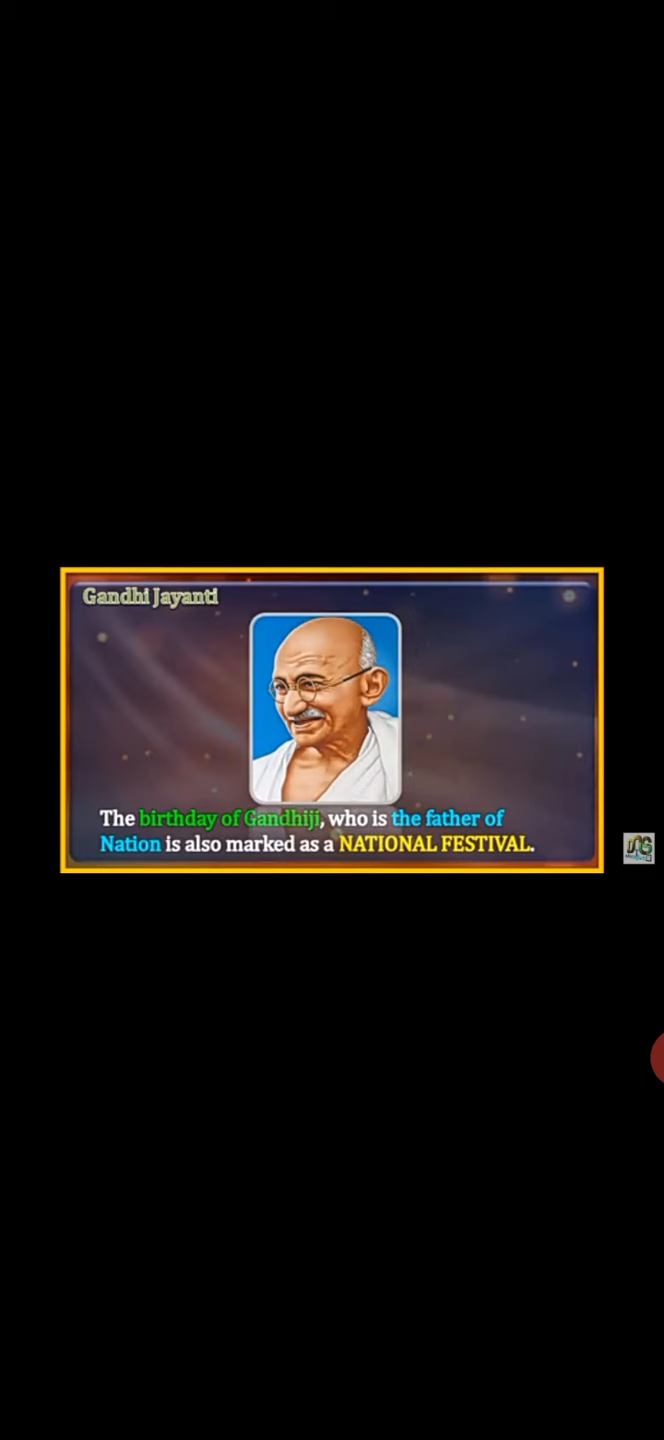 Gandhi Jayanti
The birthday of Gandhiji, who is the father of
Nation is also marked as a NATIONAL FESTIVAL.